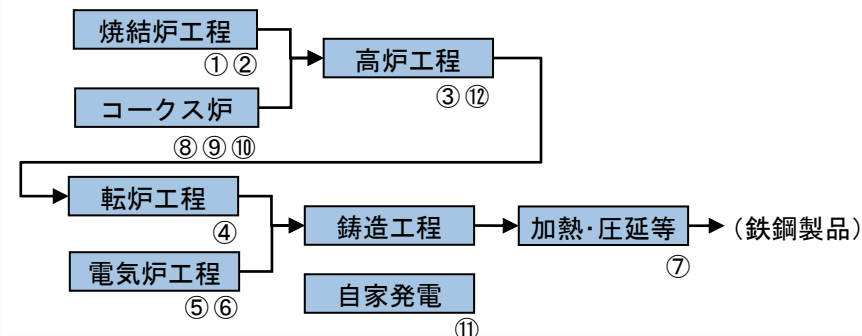 焼結炉工程
①②
高炉工程
③⑫
コークス炉
⑧⑨⑩
転炉工程
④
鋳造工程
加熱・圧延等
⑦
(鉄鋼製品)
電気炉工程
⑤⑥
自家発電
⑪